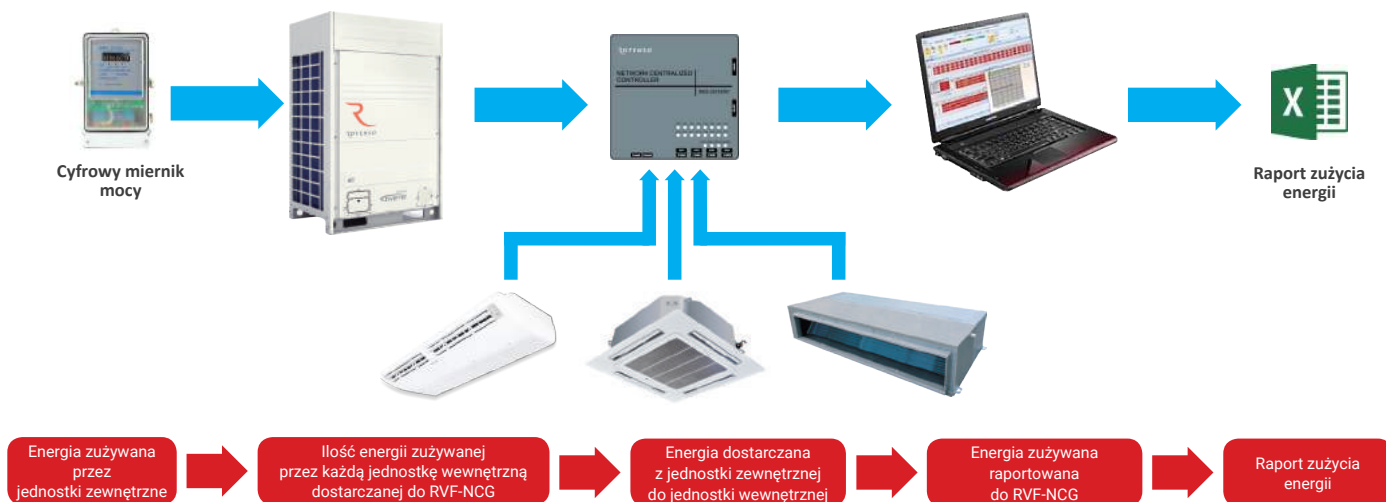 ROTENSO
NETWORK CENTRALIZED
CONTROLLER
X
R
ROTENSO
Cyfrowy miernik
mocy
Raport zużycia
energii
Energia zużywana
przez
jednostki zewnętrzne
Ilość energii zużywanej
przez każdą jednostkę wewnętrzną
dostarczanej do RVF-NCG
Energia dostarczana
z jednostki zewnętrznej
do jednostki wewnętrznej
Energia zużywana
raportowana
do RVF-NCG
Raport zużycia
energii